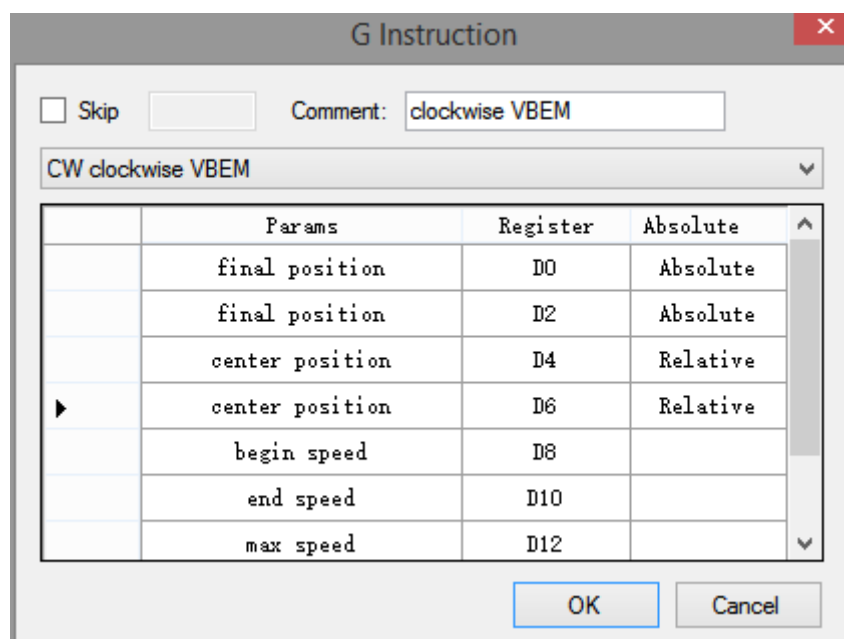 G Instruction
Skip Comment: clockwise VBEM
CW clockwise VBEM
Params Register Absolute
final position D0 Absolute
final position D2 Absolute
center position D4 Relative
center position D6 Relative
begin speed D8
end speed D10
max speed D12
OK Cancel